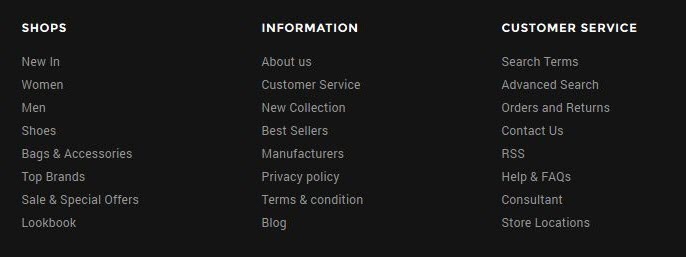 SHOPS
New In
Women
Men
Shoes
Bags & Accessories
Top Brands
Sale & Special Offers
Lookbook
INFORMATION
About us
Customer Service
New Collection
Best Sellers
Manufacturers
Privacy policy
Terms & condition
Blog
CUSTOMER SERVICE
Search Terms
Advanced Search
Orders and Returns
Contact Us
RSS
Help & FAQs
Consultant
Store Locations